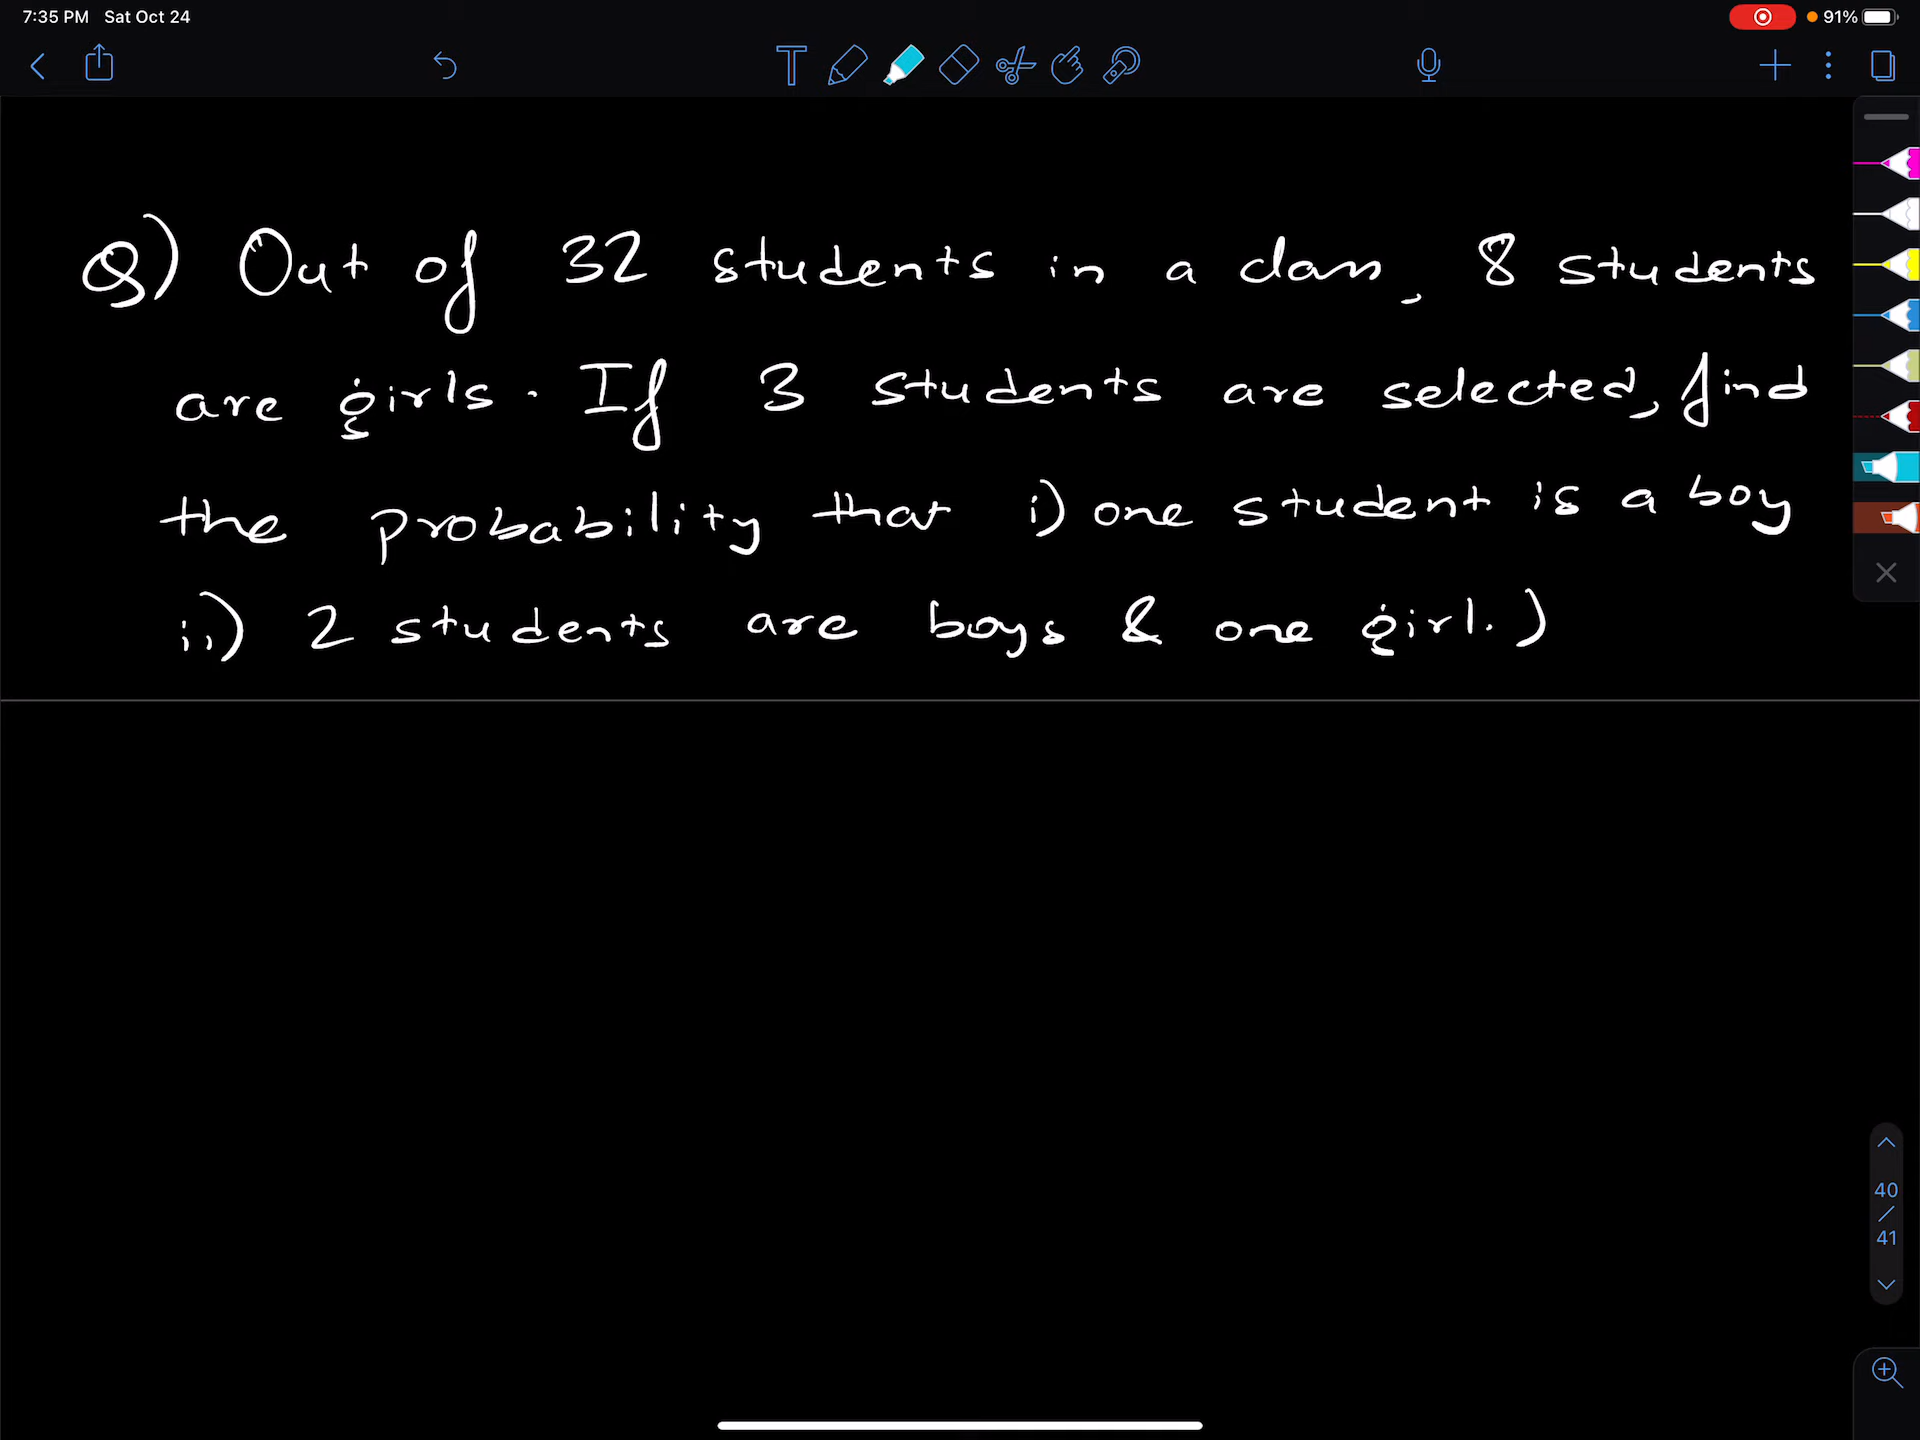 7:35 PM Sat Oct 24
91%
T
Q) Out of 32 students in a class, 8 students
are girls. If 3 students are selected, find
the probability that i) one student is a boy
ii) 2 students are boys & one girl.)
40
/
41